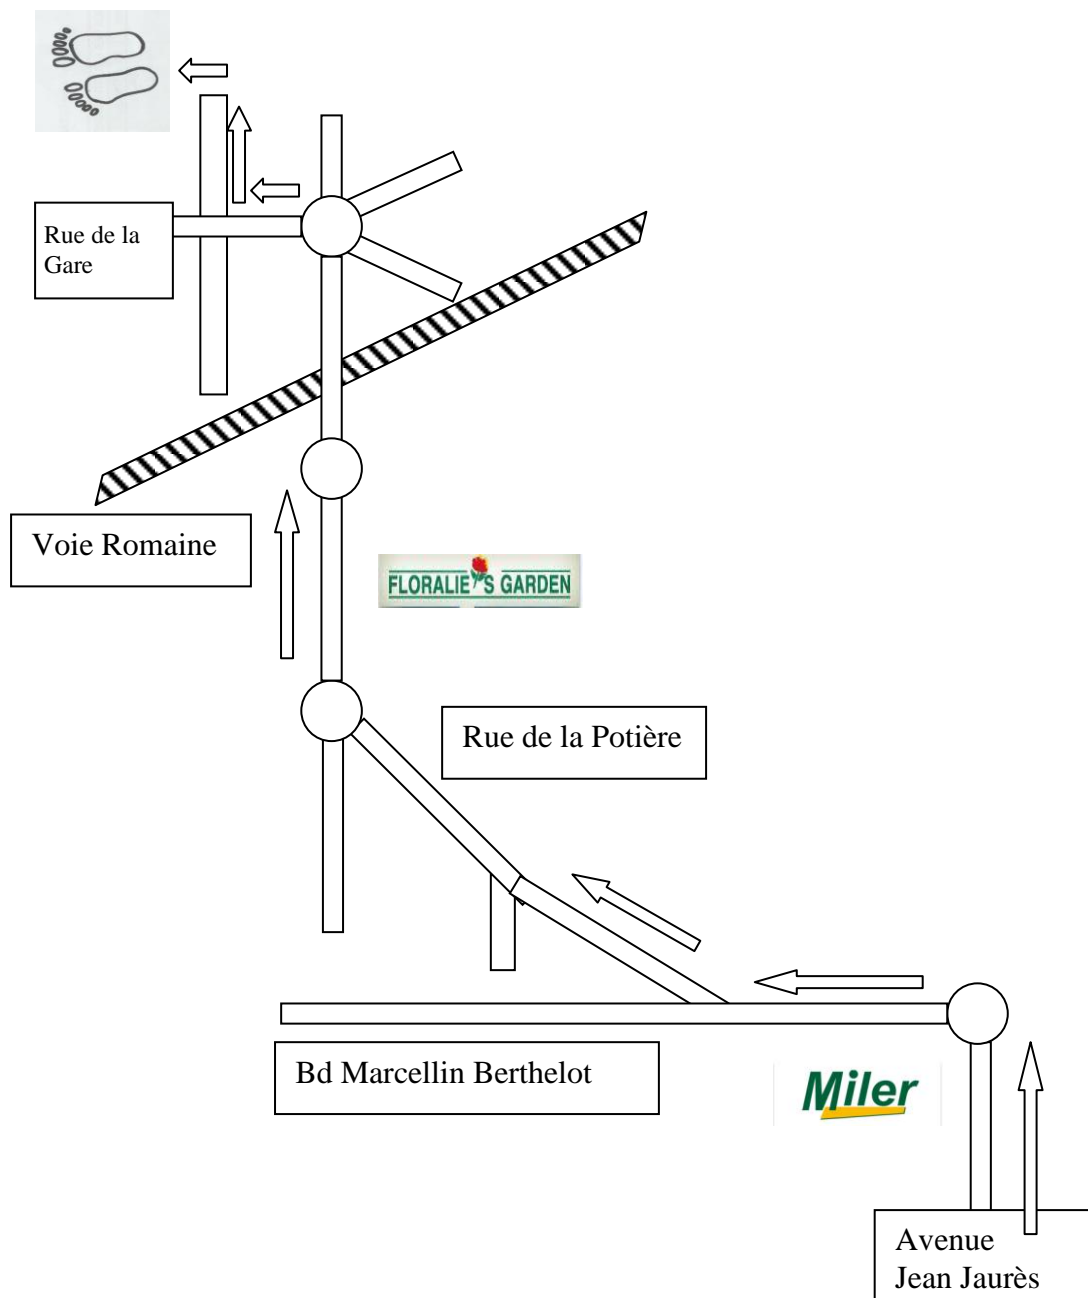 Rue de la
Gare
Voie Romaine
FLORALIE'S GARDEN
Rue de la Potière
Bd Marcellin Berthelot
Miler
Avenue
Jean Jaurès